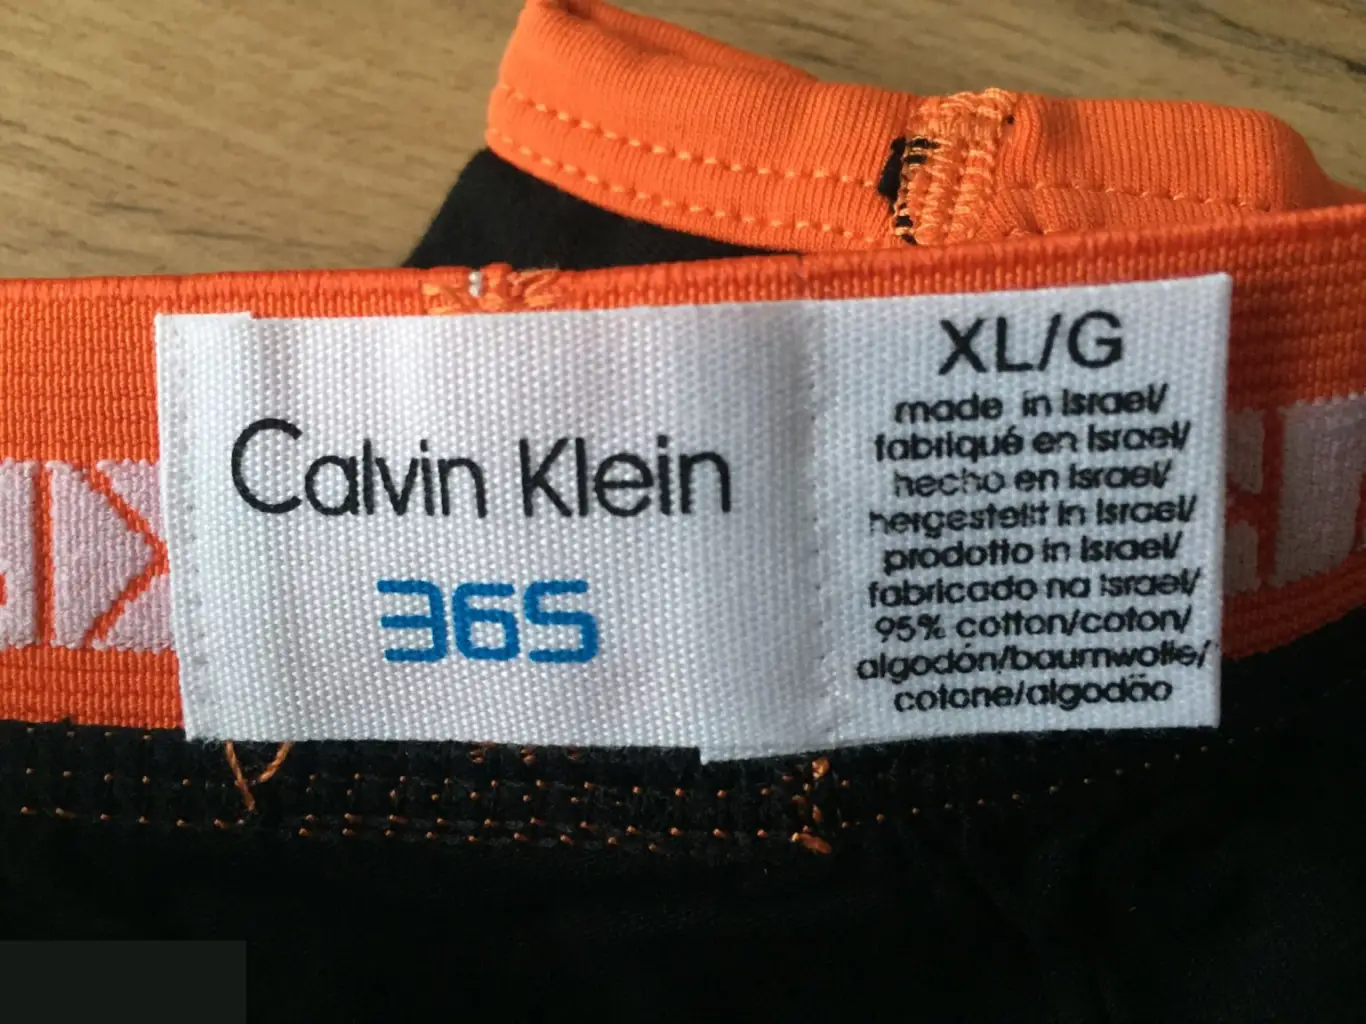 Calvin Klein
365
XL/G
made in Israel/
fabriqué en Israel/
hecho en Israel/
hergestellt in Israel/
prodotto in Israel/
fabricado na Israel/
95% cotton/coton/
algodón/baumwolle/
cotone/algodão